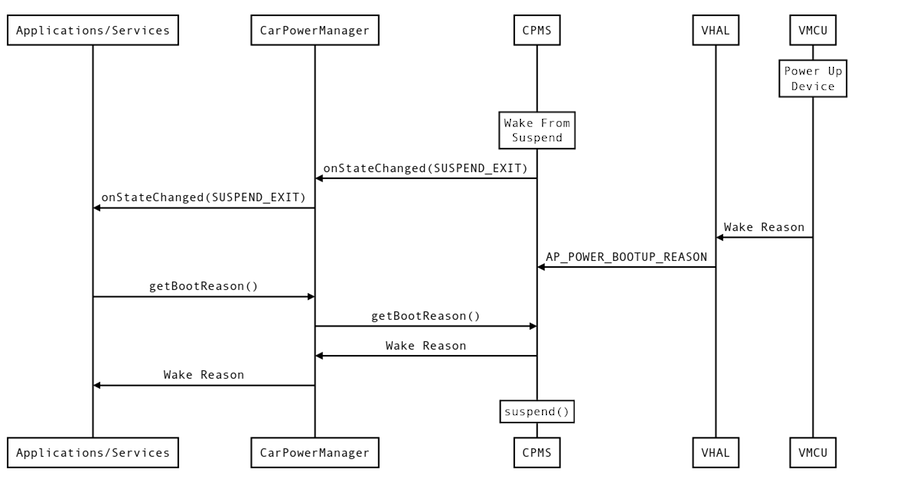 Applications/Services
CarPowerManager
CPMS
VHAL
VMCU
Power Up
Device
Wake From
Suspend
onStateChanged(SUSPEND_EXIT)
onStateChanged(SUSPEND_EXIT)
Wake Reason
AP_POWER_BOOTUP_REASON
getBootReason()
getBootReason()
Wake Reason
Wake Reason
suspend()
Applications/Services
CarPowerManager
CPMS
VHAL
VMCU